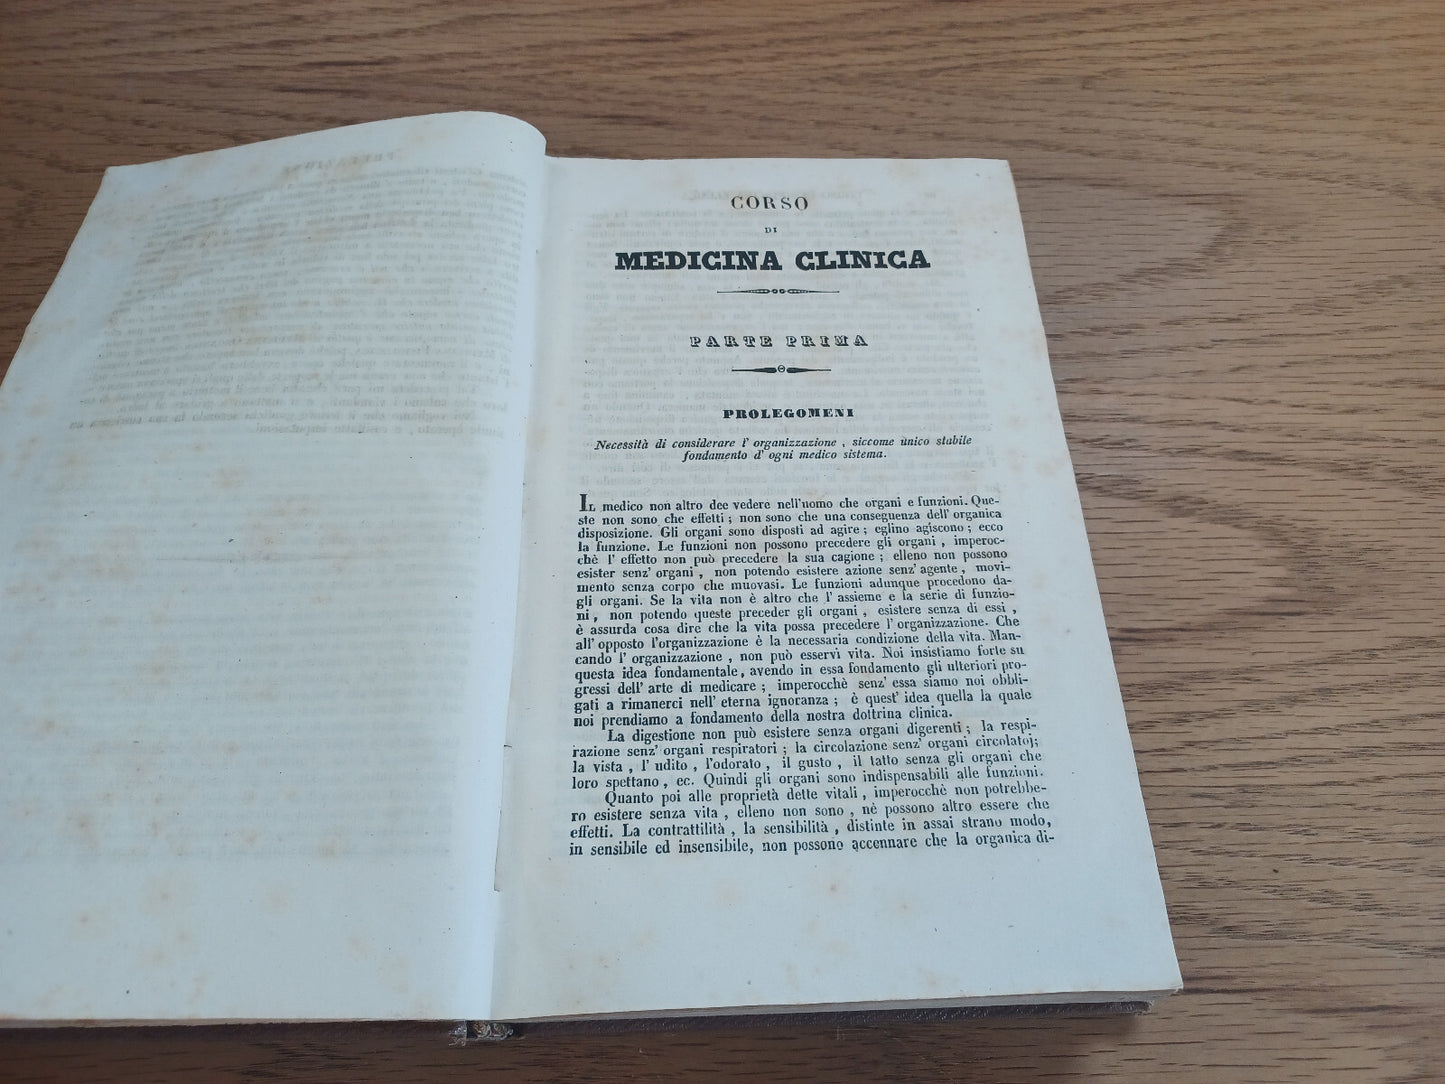 CORSO
DI
MEDICINA CLINICA
PARTE PRIMA
PROLEGOMENI
Necessità di considerare l' organizzazione , siccome unico stabile
fondamento d' ogni medico sistema.
IL medico non altro dee vedere nell'uomo che organi e funzioni. Que-
ste non sono che effetti ; non sono che una conseguenza dell' organica
disposizione. Gli organi sono disposti ad agire ; eglino agiscono ; ecco
la funzione. Le funzioni non possono precedere gli organi , imperoc-
chè l' effetto non può precedere la sua cagione ; elleno non possono
esister senz' organi , non potendo esistere azione senz' agente , movi-
mento senza corpo che muovasi. Le funzioni adunque procedono da-
gli organi. Se la vita non è altro che l' assieme e la serie di funzio-
ni , non potendo queste preceder gli organi , esistere senza di essi ,
è assurda cosa dire che la vita possa precedere l' organizzazione. Che
all' opposto l'organizzazione è la necessaria condizione della vita. Man-
cando l' organizzazione , non può esservi vita. Noi insistiamo forte su
questa idea fondamentale, avendo in essa fondamento gli ulteriori pro-
gressi dell' arte di medicare ; imperocchè senz' essa siamo noi obbli-
gati a rimanerci nell' eterna ignoranza ; è quest' idea quella la quale
noi prendiamo a fondamento della nostra dottrina clinica.
La digestione non può esistere senza organi digerenti ; la respi-
razione senz' organi respiratori ; la circolazione senz' organi circolatoj;
la vista , l' udito , l'odorato , il gusto , il tatto senza gli organi che
loro spettano , ec. Quindi gli organi sono indispensabili alle funzioni.
Quanto poi alle proprietà dette vitali , imperocchè non potrebbe-
ro esistere senza vita , elleno non sono , nè possono altro essere che
effetti. La contrattilità , la sensibilità , distinte in assai strano modo,
in sensibile ed insensibile, non possono accennare che la organica di-